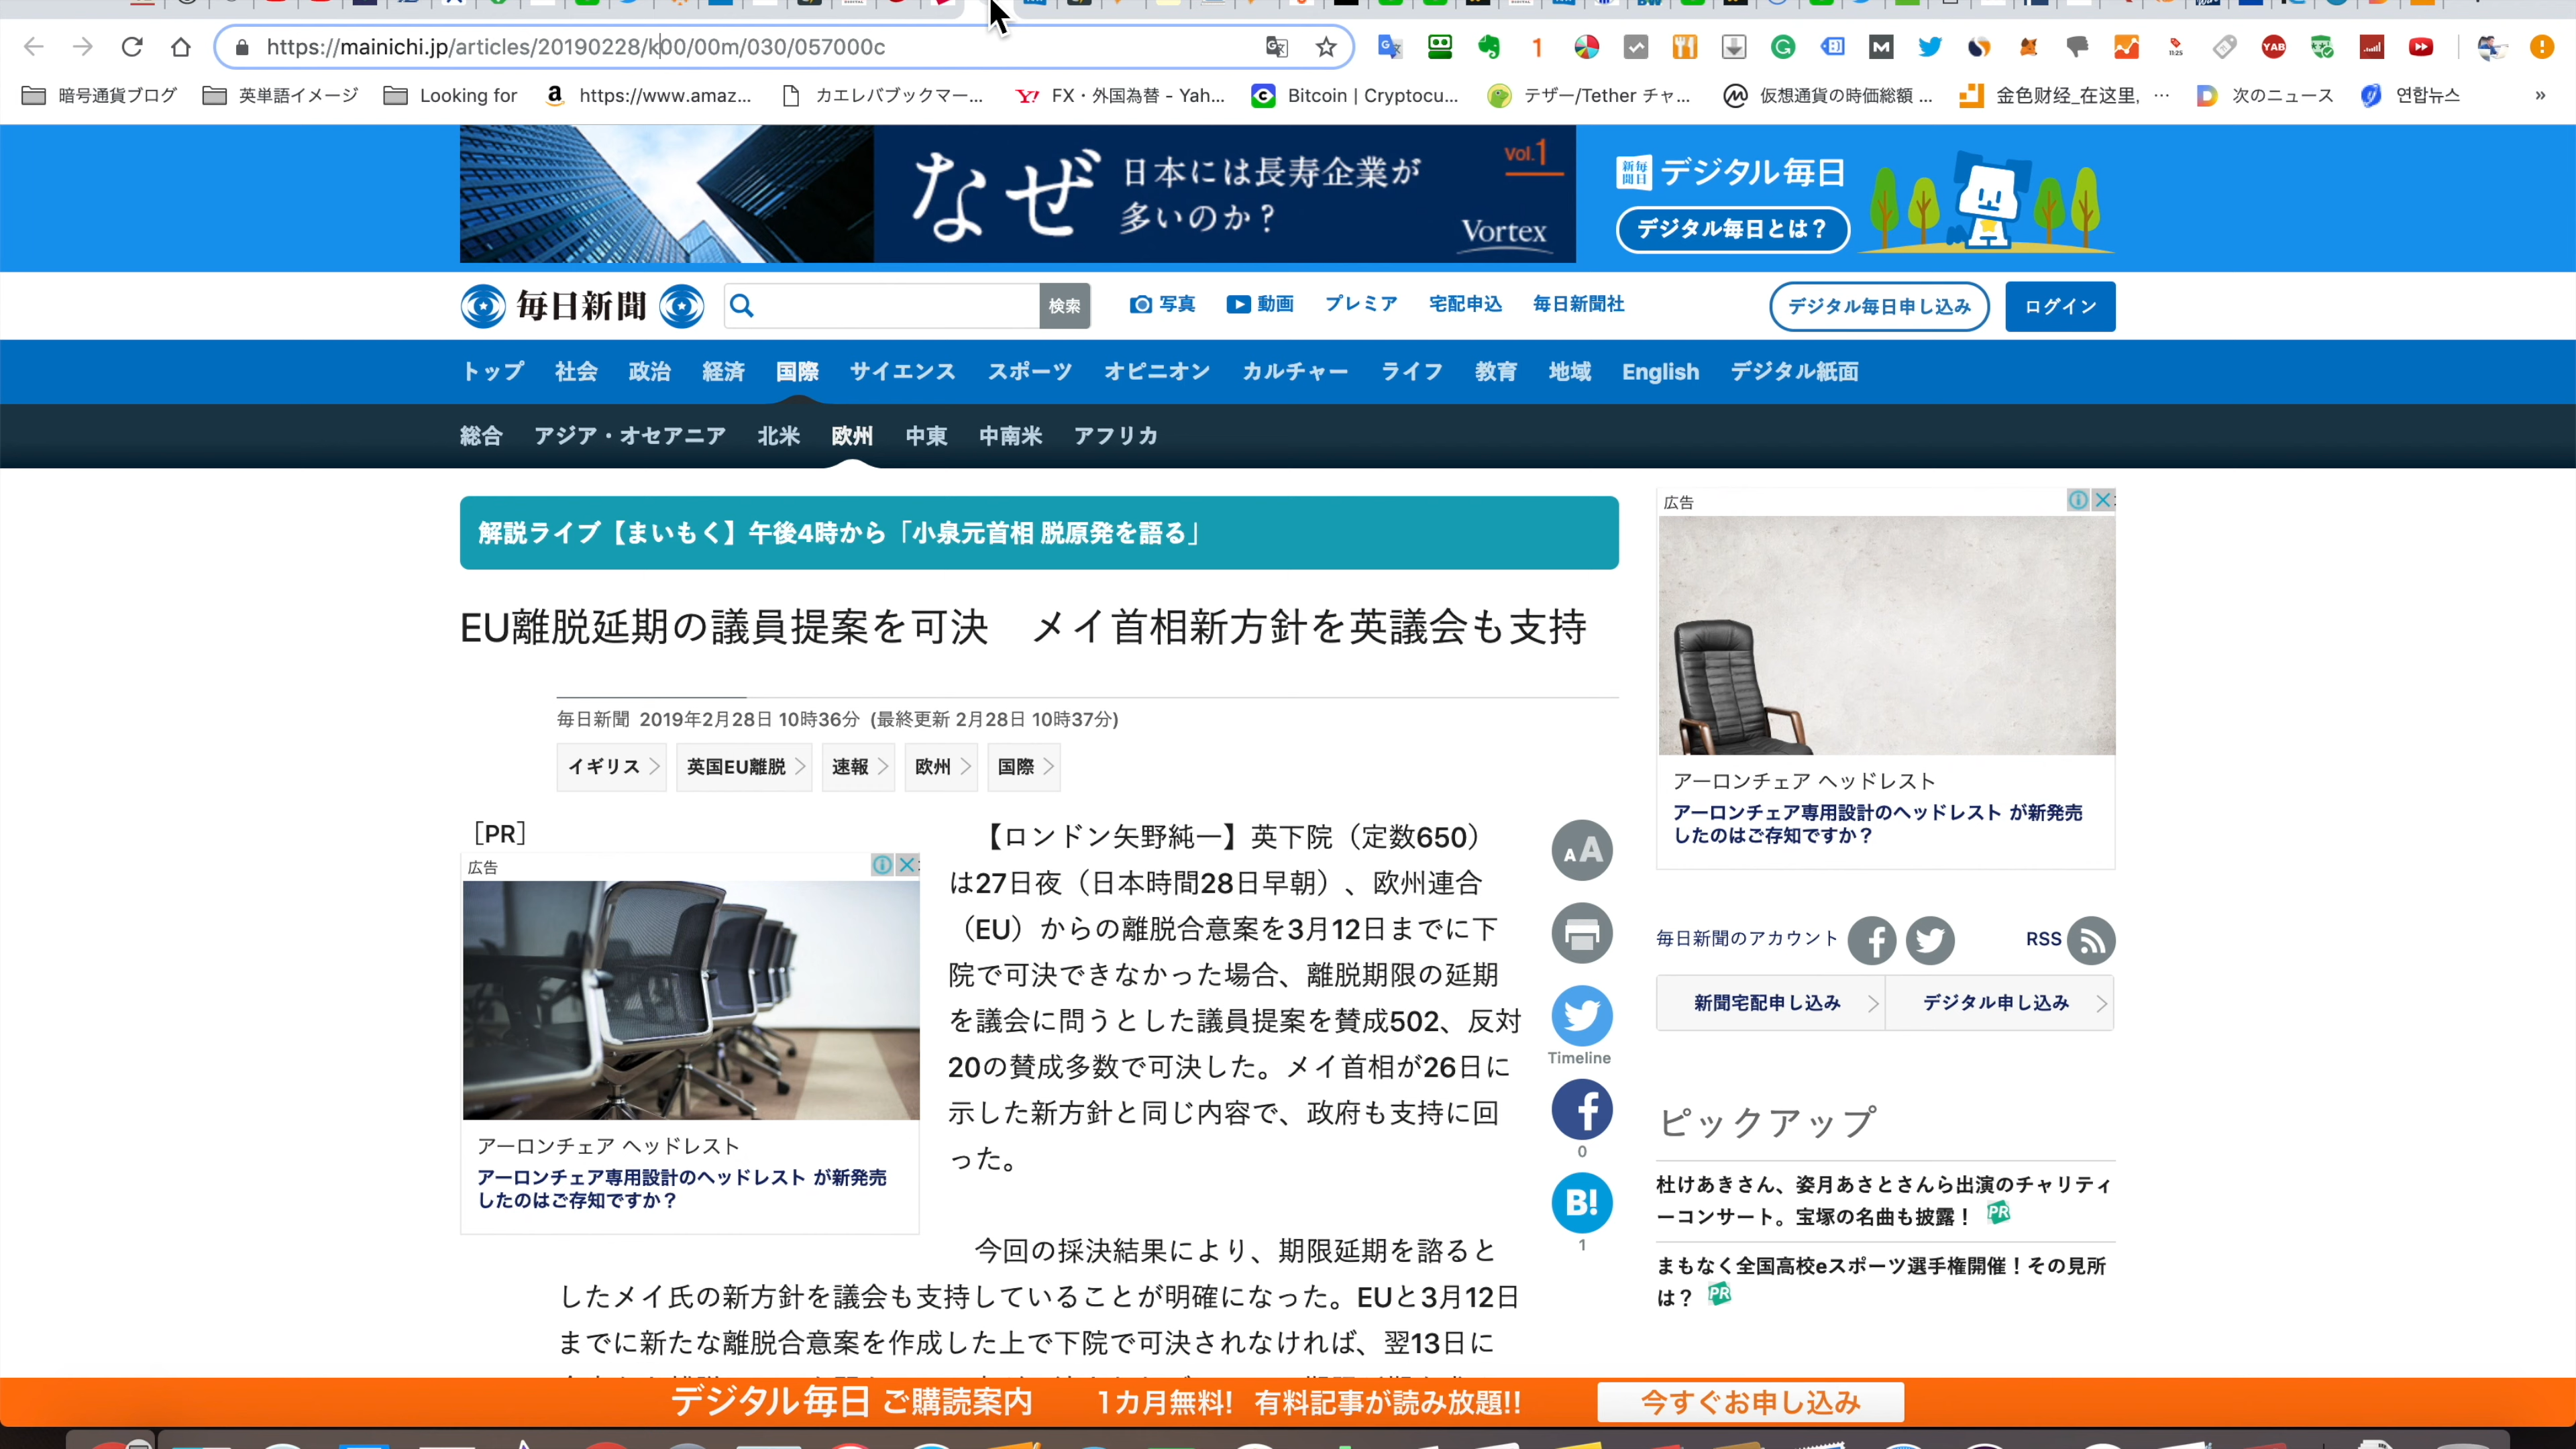 https://mainichi.jp/articles/20190228/k00/00m/030/057000c
暗号通貨ブログ
英単語イメージ
Looking for
https://www.amaz...
カエレバブックマー...
FX・外国為替 - Yah...
Bitcoin | Cryptocu...
テザー/Tether チャ...
仮想通貨の時価総額 ...
金色财经_在这里, ...
次のニュース
연합뉴스
»
なぜ
日本には長寿企業が
多いのか？
vol.1
Vortex
毎日新聞
デジタル毎日
デジタル毎日とは？
毎日新聞
検索
写真
動画
プレミア
宅配申込
毎日新聞社
デジタル毎日申し込み
ログイン
トップ 社会 政治 経済 国際 サイエンス スポーツ オピニオン カルチャー ライフ 教育 地域 English デジタル紙面
総合 アジア・オセアニア 北米 欧州 中東 中南米 アフリカ
解説ライブ【まいもく】午後4時から「小泉元首相 脱原発を語る」
EU離脱延期の議員提案を可決　メイ首相新方針を英議会も支持
毎日新聞 2019年2月28日 10時36分 (最終更新 2月28日 10時37分)
イギリス
英国EU離脱
速報
欧州
国際
［PR］
広告
アーロンチェア ヘッドレスト
アーロンチェア専用設計のヘッドレスト が新発売
したのはご存知ですか？
【ロンドン矢野純一】英下院（定数650）
は27日夜（日本時間28日早朝）、欧州連合
（EU）からの離脱合意案を3月12日までに下
院で可決できなかった場合、離脱期限の延期
を議会に問うとした議員提案を賛成502、反対
20の賛成多数で可決した。メイ首相が26日に
示した新方針と同じ内容で、政府も支持に回
った。
今回の採決結果により、期限延期を諮ると
したメイ氏の新方針を議会も支持していることが明確になった。EUと3月12日
までに新たな離脱合意案を作成した上で下院で可決されなければ、翌13日に
AA
Timeline
0
B!
1
広告
アーロンチェア ヘッドレスト
アーロンチェア専用設計のヘッドレスト が新発売
したのはご存知ですか？
毎日新聞のアカウント
RSS
新聞宅配申し込み
デジタル申し込み
ピックアップ
杜けあきさん、姿月あさとさんら出演のチャリティ
ーコンサート。宝塚の名曲も披露！ PR
まもなく全国高校eスポーツ選手権開催！その見所
は？ PR
デジタル毎日 ご購読案内 1カ月無料! 有料記事が読み放題!! 今すぐお申し込み